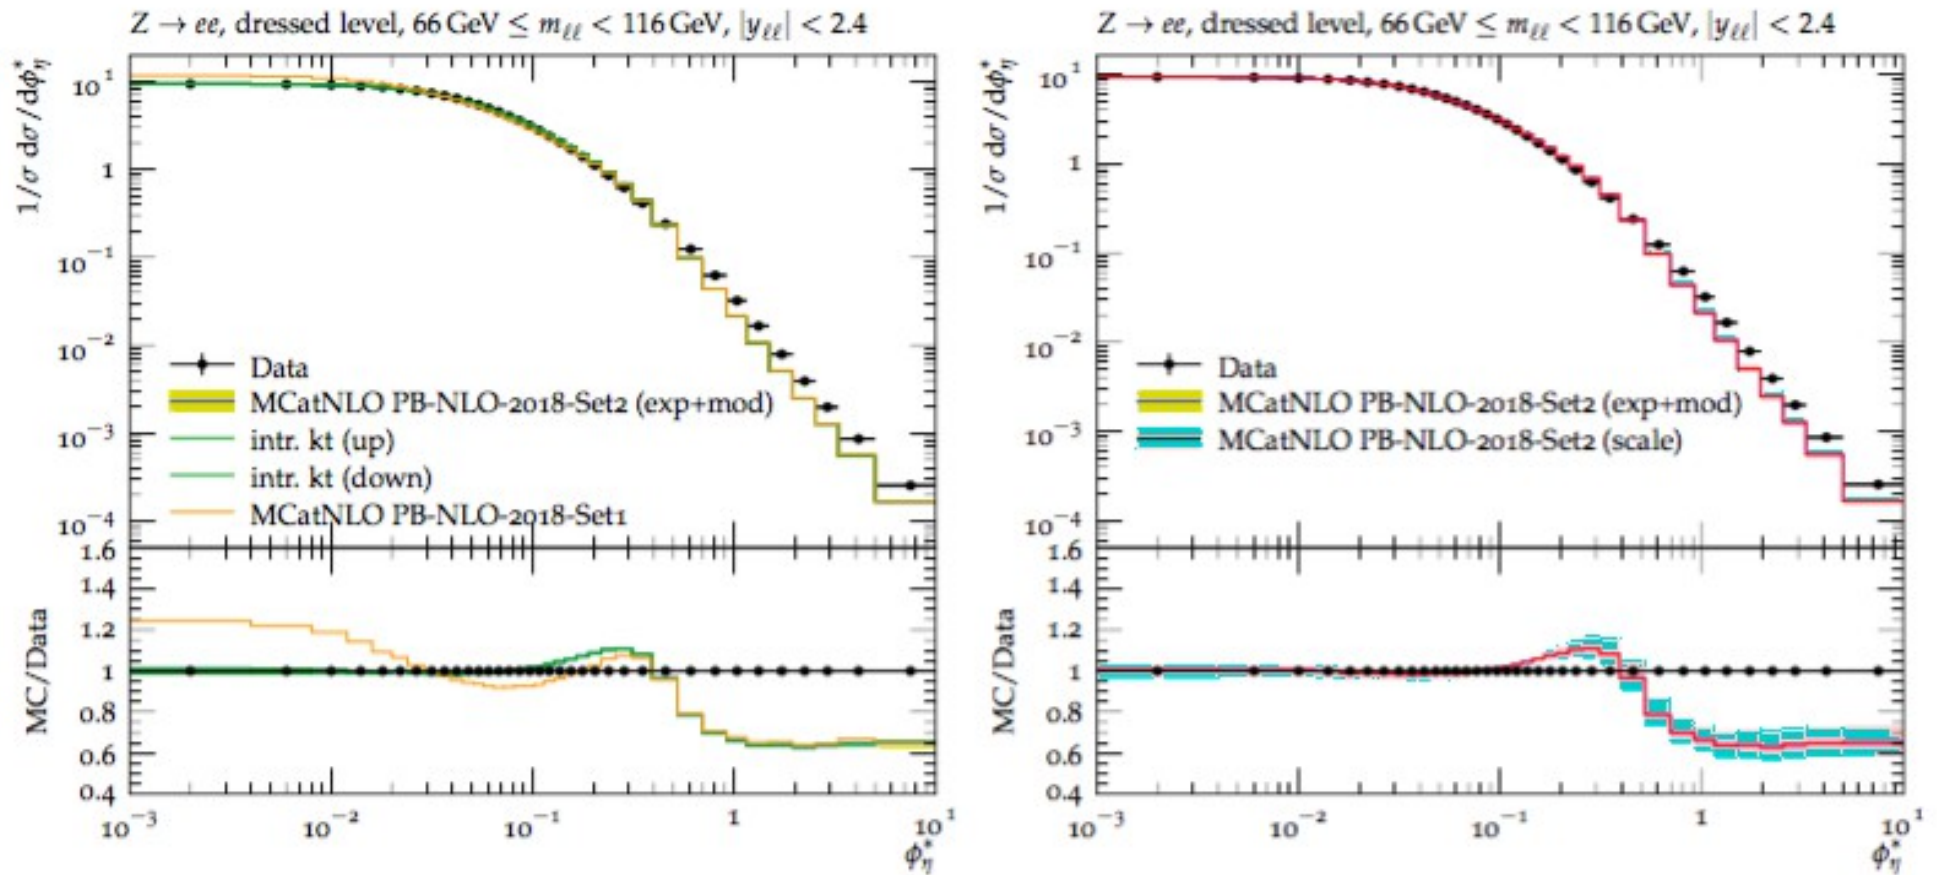 Z → ee, dressed level, 66 GeV ≤ m_ℓℓ < 116 GeV, |y_ℓℓ| < 2.4
1/σ dσ/dϕ*_η
10^1
1
10^−1
10^−2
10^−3
10^−4
Data
MCatNLO PB-NLO-2018-Set2 (exp+mod)
intr. kt (up)
intr. kt (down)
MCatNLO PB-NLO-2018-Set1
MC/Data
1.6
1.4
1.2
1
0.8
0.6
0.4
10^−3 10^−2 10^−1 1 10^1
ϕ*_η
Z → ee, dressed level, 66 GeV ≤ m_ℓℓ < 116 GeV, |y_ℓℓ| < 2.4
1/σ dσ/dϕ*_η
10^1
1
10^−1
10^−2
10^−3
10^−4
Data
MCatNLO PB-NLO-2018-Set2 (exp+mod)
MCatNLO PB-NLO-2018-Set2 (scale)
MC/Data
1.6
1.4
1.2
1
0.8
0.6
0.4
10^−3 10^−2 10^−1 1 10^1
ϕ*_η